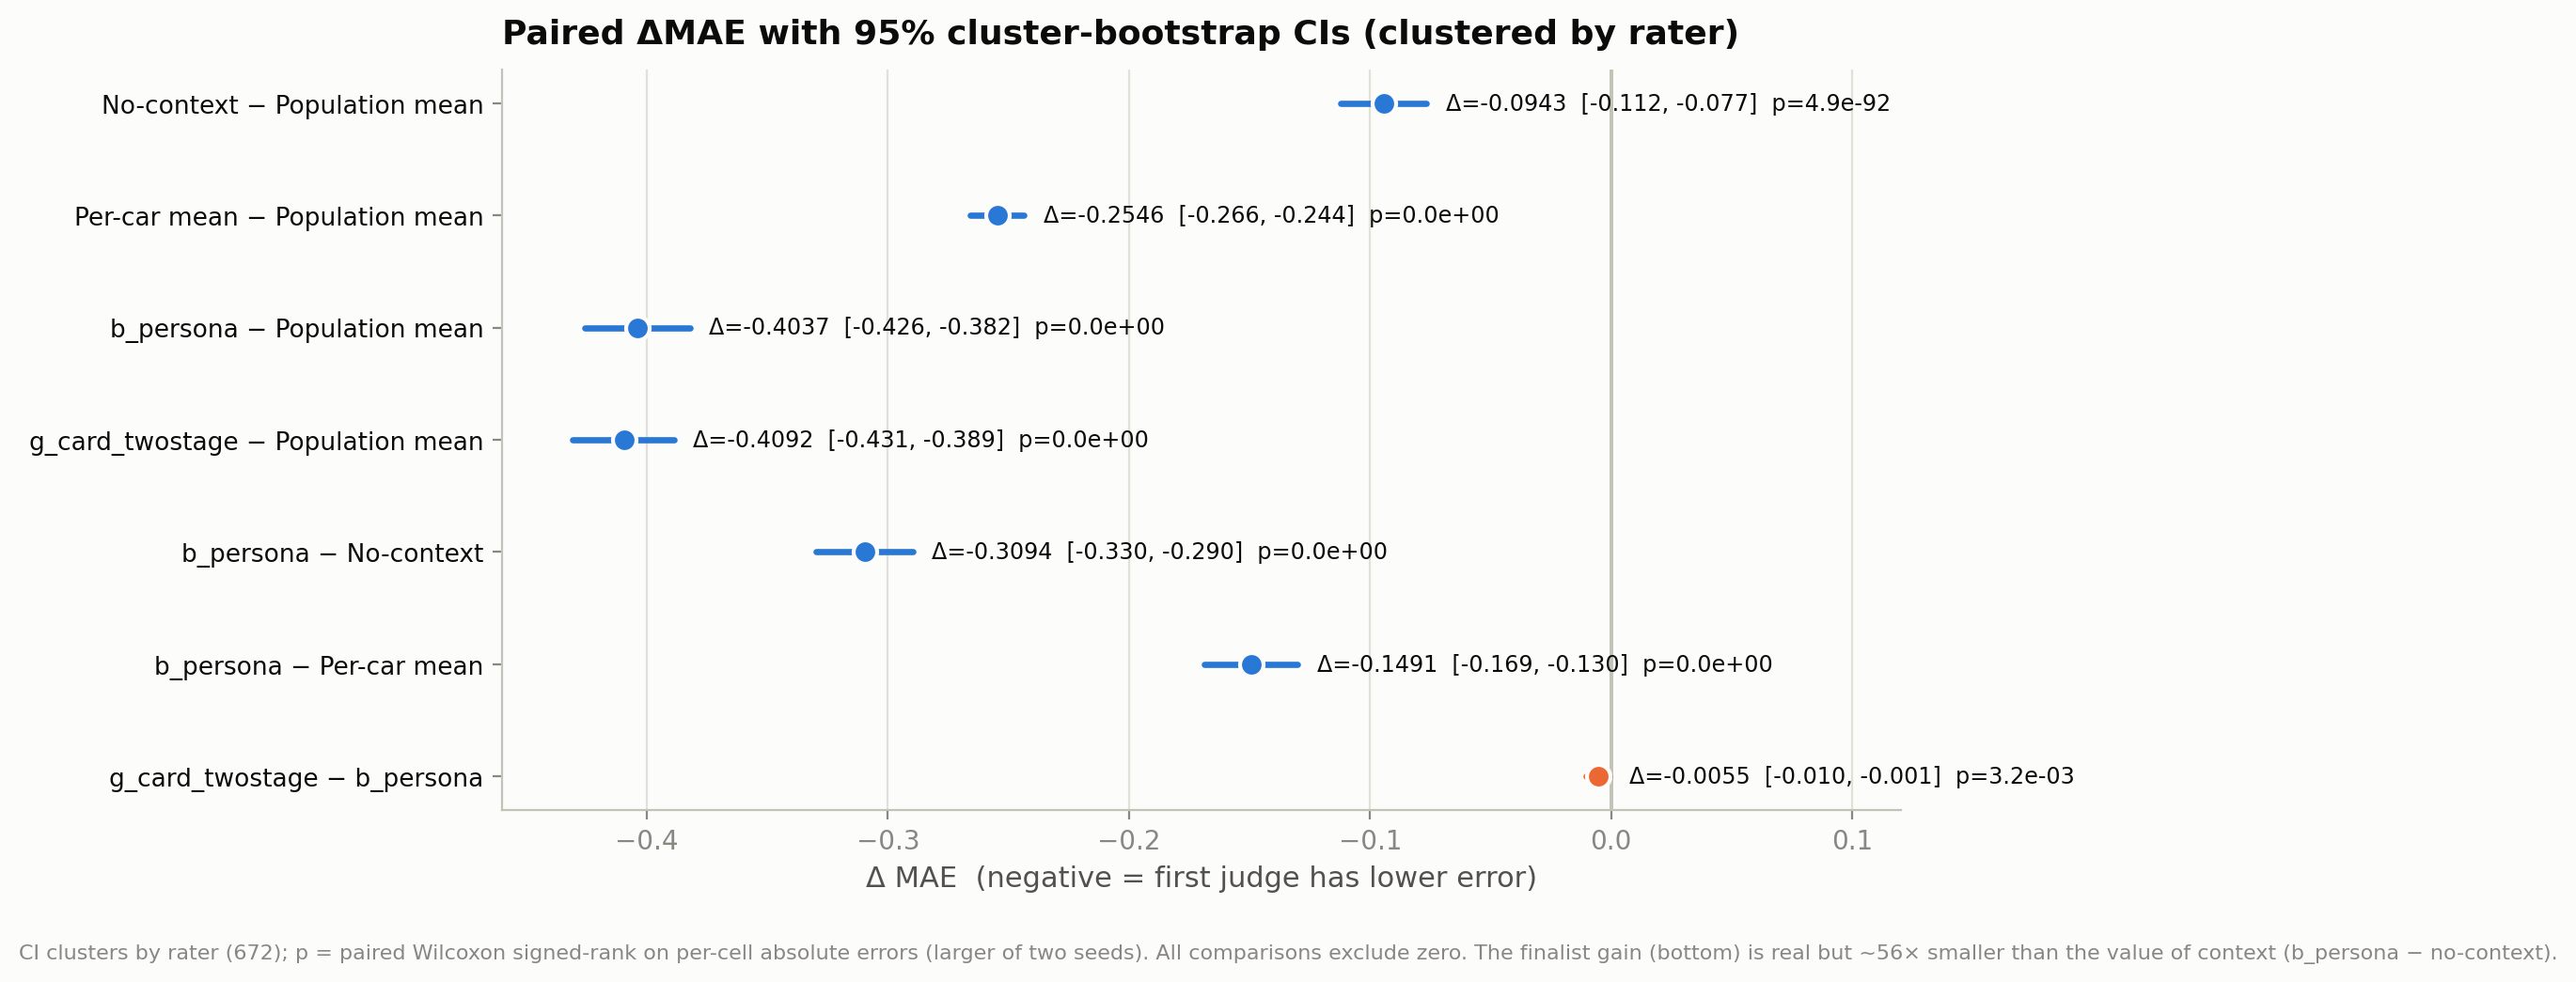 Paired ΔMAE with 95% cluster-bootstrap CIs (clustered by rater)
No-context − Population mean
Δ=-0.0943 [-0.112, -0.077] p=4.9e-92
Per-car mean − Population mean
Δ=-0.2546 [-0.266, -0.244] p=0.0e+00
b_persona − Population mean
Δ=-0.4037 [-0.426, -0.382] p=0.0e+00
g_card_twostage − Population mean
Δ=-0.4092 [-0.431, -0.389] p=0.0e+00
b_persona − No-context
Δ=-0.3094 [-0.330, -0.290] p=0.0e+00
b_persona − Per-car mean
Δ=-0.1491 [-0.169, -0.130] p=0.0e+00
g_card_twostage − b_persona
Δ=-0.0055 [-0.010, -0.001] p=3.2e-03
−0.4 −0.3 −0.2 −0.1 0.0 0.1
Δ MAE (negative = first judge has lower error)
CI clusters by rater (672); p = paired Wilcoxon signed-rank on per-cell absolute errors (larger of two seeds). All comparisons exclude zero. The finalist gain (bottom) is real but ~56× smaller than the value of context (b_persona − no-context).